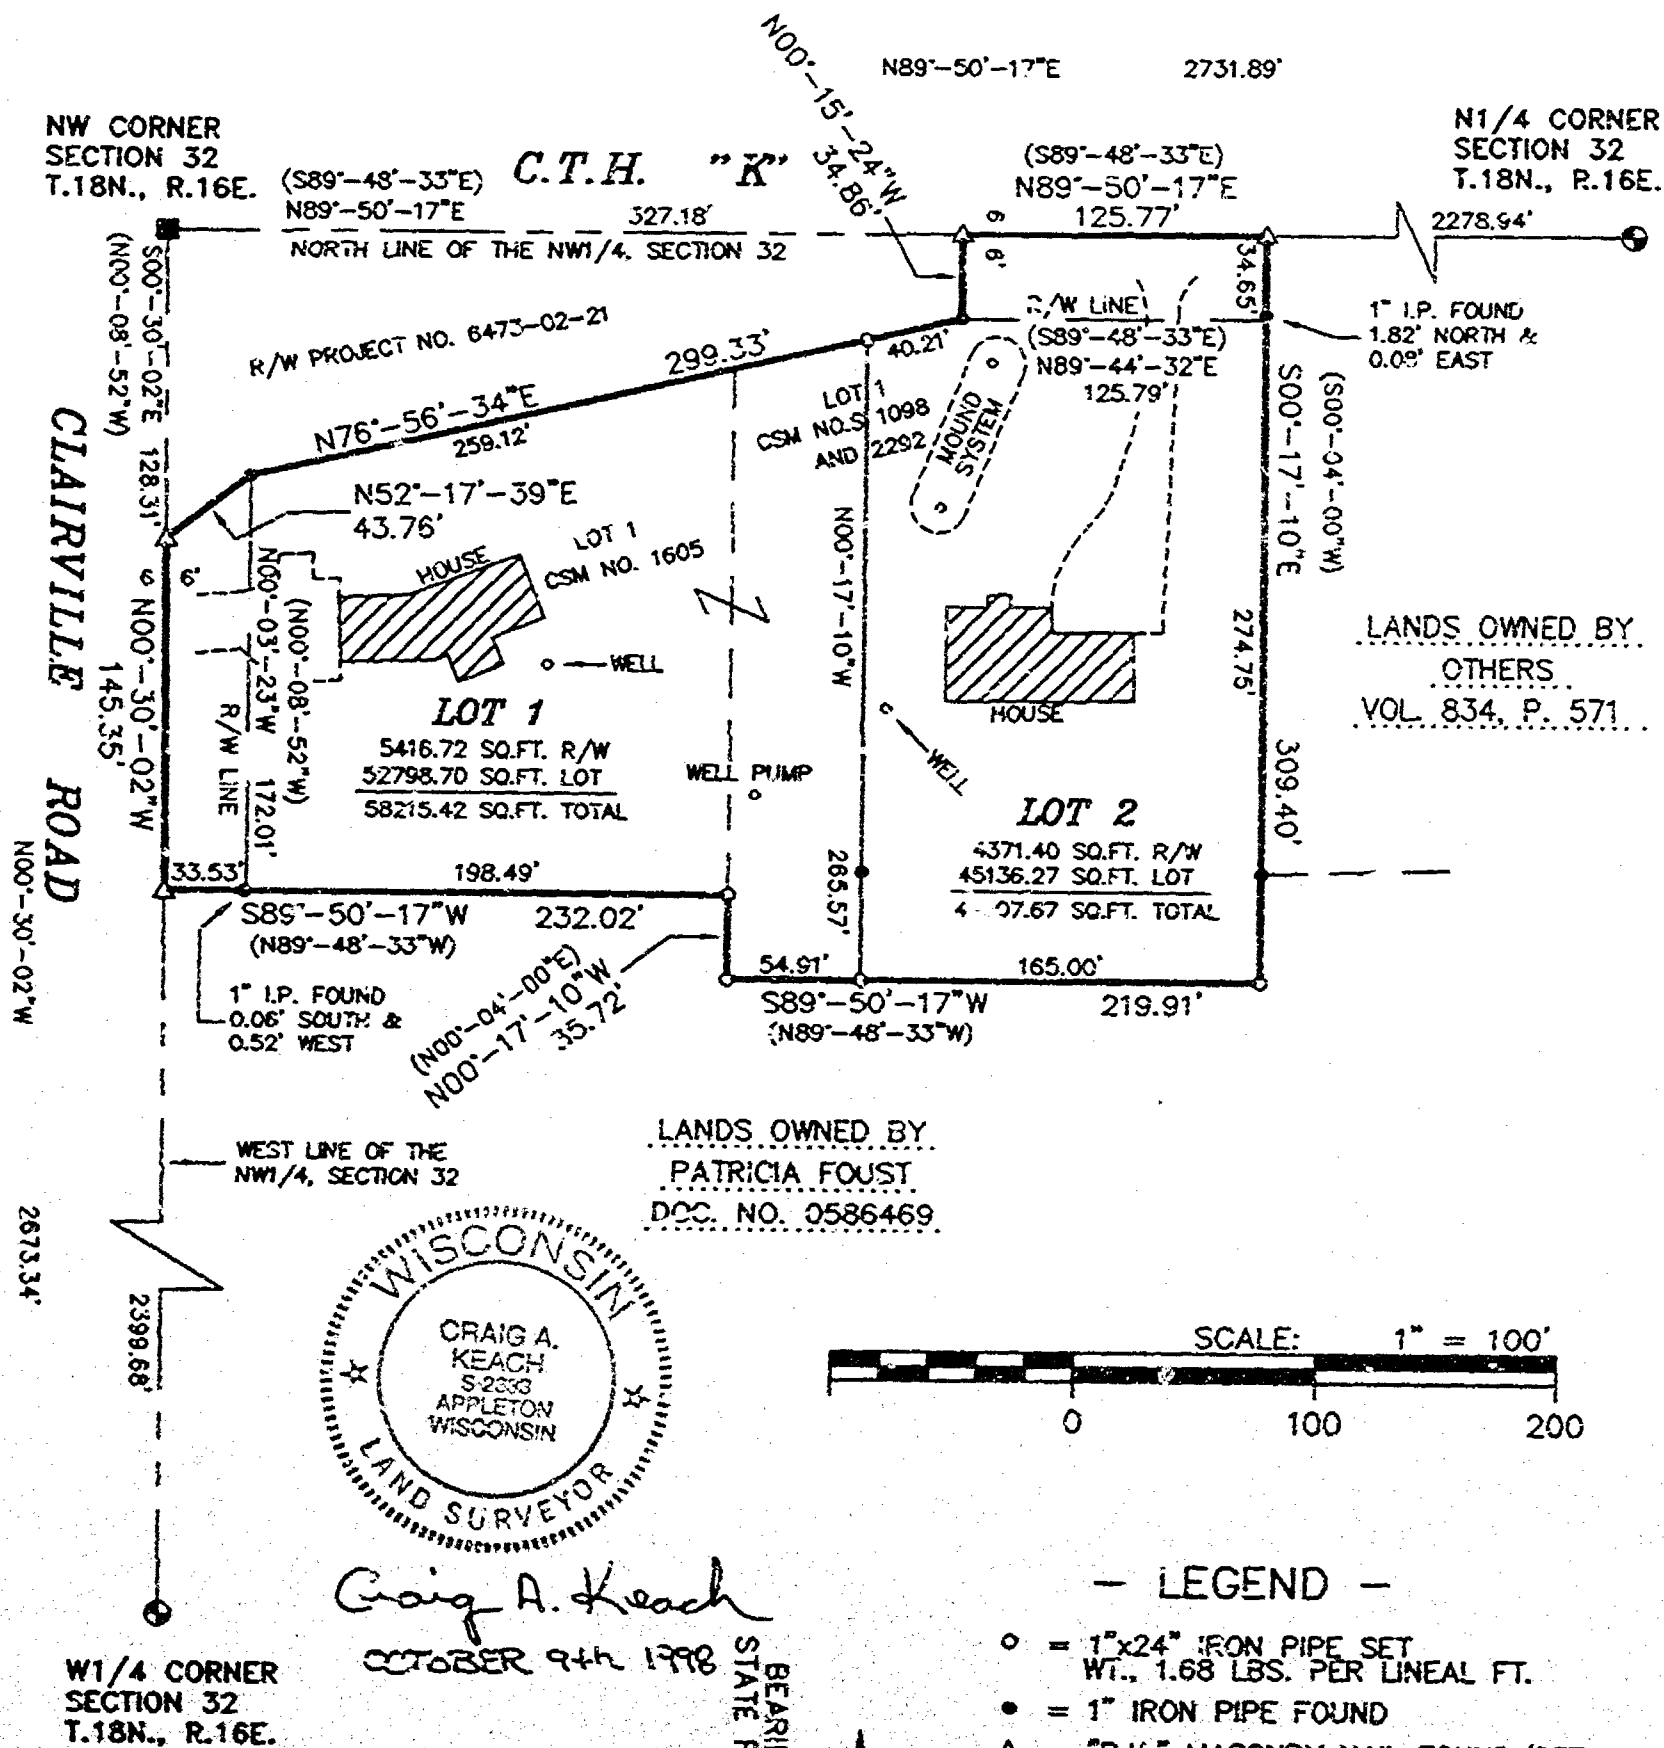 N89°-50'-17"E 2731.89'
NW CORNER
SECTION 32
T.18N., R.16E.
(S89°-48'-33"E)
N89°-50'-17"E
C.T.H. "K"
327.18'
NORTH LINE OF THE NW1/4, SECTION 32
N00°-15'-24"W
34.86'
(S89°-48'-33"E)
N89°-50'-17"E
125.77'
N1/4 CORNER
SECTION 32
T.18N., R.16E.
2278.94'
6 6'
34.65'
1" I.P. FOUND
1.82' NORTH &
0.09' EAST
R/W LINE
(S89°-48'-33"E)
N89°-44'-32"E
125.79'
S00°-30'-02"E 128.31'
(N00°-08'-52"W)
R/W PROJECT NO. 6473-02-21
299.33'
40.21'
N76°-56'-34"E
259.12'
N52°-17'-39"E
43.76'
LOT 1
CSM NO.S 1098
AND 2292
MOUND
SYSTEM
(S00°-04'-00"W)
S00°-17'-10"E
274.75'
309.40'
CLAIRVILLE ROAD
6 6'
N00°-30'-02"W
145.35'
N00°-03'-23"W 172.01'
(N00°-08'-52"W)
R/W LINE
HOUSE
LOT 1
CSM NO. 1605
WELL
N00°-17'-10"W
265.57'
HOUSE
WELL
LANDS OWNED BY
OTHERS
VOL. 834, P. 571
LOT 1
5416.72 SQ.FT. R/W
52798.70 SQ.FT. LOT
58215.42 SQ.FT. TOTAL
WELL PUMP
LOT 2
4371.40 SQ.FT. R/W
45136.27 SQ.FT. LOT
07.67 SQ.FT. TOTAL
33.53'
198.49'
S89°-50'-17"W 232.02'
(N89°-48'-33"W)
1" I.P. FOUND
0.06' SOUTH &
0.52' WEST
(N00°-04'-00"E)
N00°-17'-10"W
35.72'
54.91'
165.00'
S89°-50'-17"W 219.91'
(N89°-48'-33"W)
N00°-30'-02"W 2673.34'
WEST LINE OF THE
NW1/4, SECTION 32
LANDS OWNED BY
PATRICIA FOUST
DOC. NO. 0586469
2399.68'
WISCONSIN
CRAIG A.
KEACH
S-2333
APPLETON
WISCONSIN
LAND SURVEYOR
SCALE: 1" = 100'
0 100 200
Craig A. Keach
OCTOBER 9th 1998
W1/4 CORNER
SECTION 32
T.18N., R.16E.
STATE
- LEGEND -
= 1"x24" IRON PIPE SET
WT., 1.68 LBS. PER LINEAL FT.
= 1" IRON PIPE FOUND